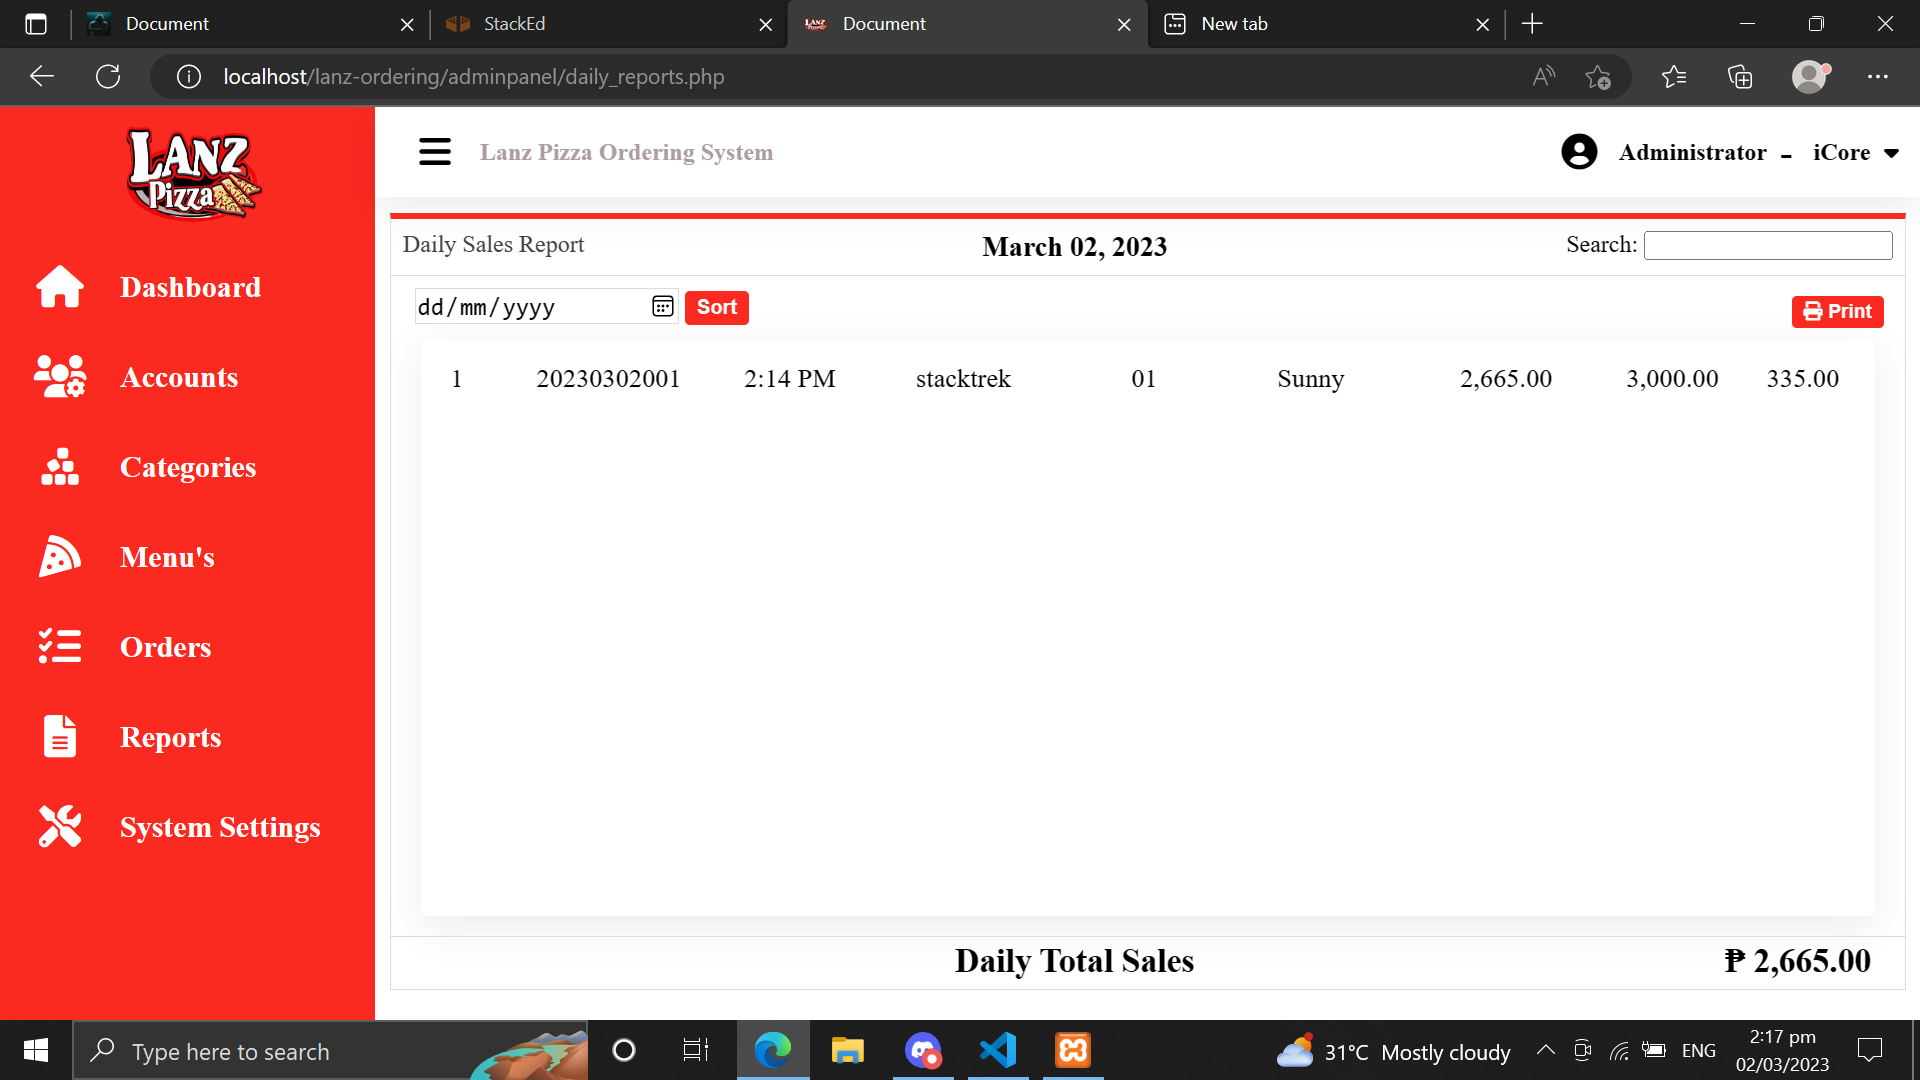 Document
StackEd
Document
New tab
localhost/lanz-ordering/adminpanel/daily_reports.php
LANZ
Pizza
Lanz Pizza Ordering System
Administrator - iCore
Dashboard
Accounts
Categories
Menu's
Orders
Reports
System Settings
Daily Sales Report
March 02, 2023
Search:
dd/mm/yyyy
Sort
Print
1 20230302001 2:14 PM stacktrek 01 Sunny 2,665.00 3,000.00 335.00
Daily Total Sales ₱ 2,665.00
Type here to search
31°C Mostly cloudy
ENG
2:17 pm
02/03/2023